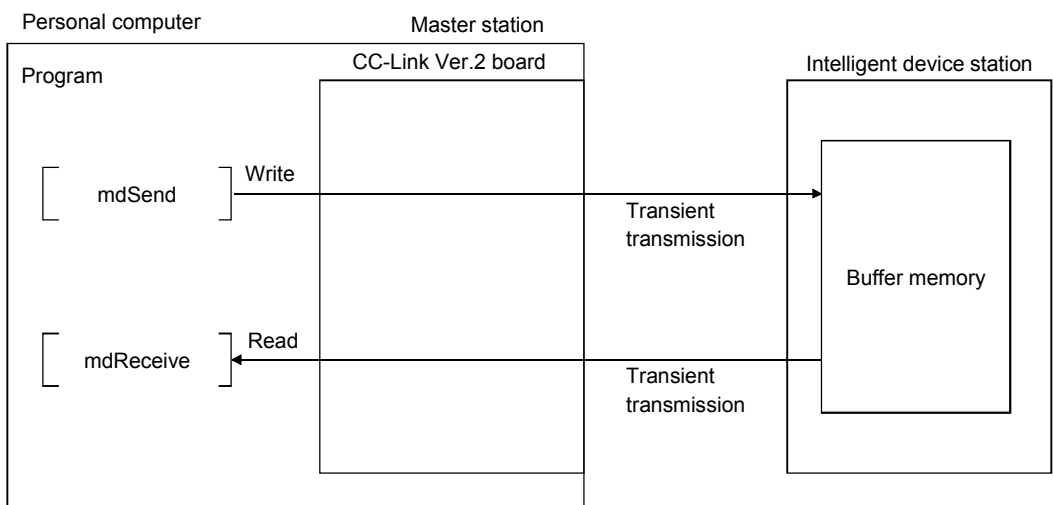 Personal computer
Master station
CC-Link Ver.2 board
Intelligent device station
Program
Write
mdSend
Transient
transmission
Buffer memory
Read
mdReceive
Transient
transmission